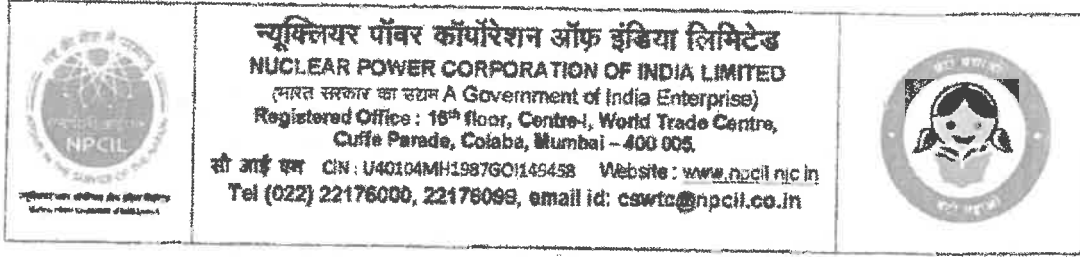 न्यूक्लियर पॉवर कॉर्पोरेशन ऑफ़ इंडिया लिमिटेड
NUCLEAR POWER CORPORATION OF INDIA LIMITED
(भारत सरकार का उद्यम A Government of India Enterprise)
Registered Office : 16th floor, Centre-I, World Trade Centre,
Cuffe Parade, Colaba, Mumbai – 400 005.
सी आई एन CIN : U40104MH1987GOI149458 Website : www.npcil.nic.in
Tel (022) 22176000, 22176099, email id: cswtc@npcil.co.in
NPCIL